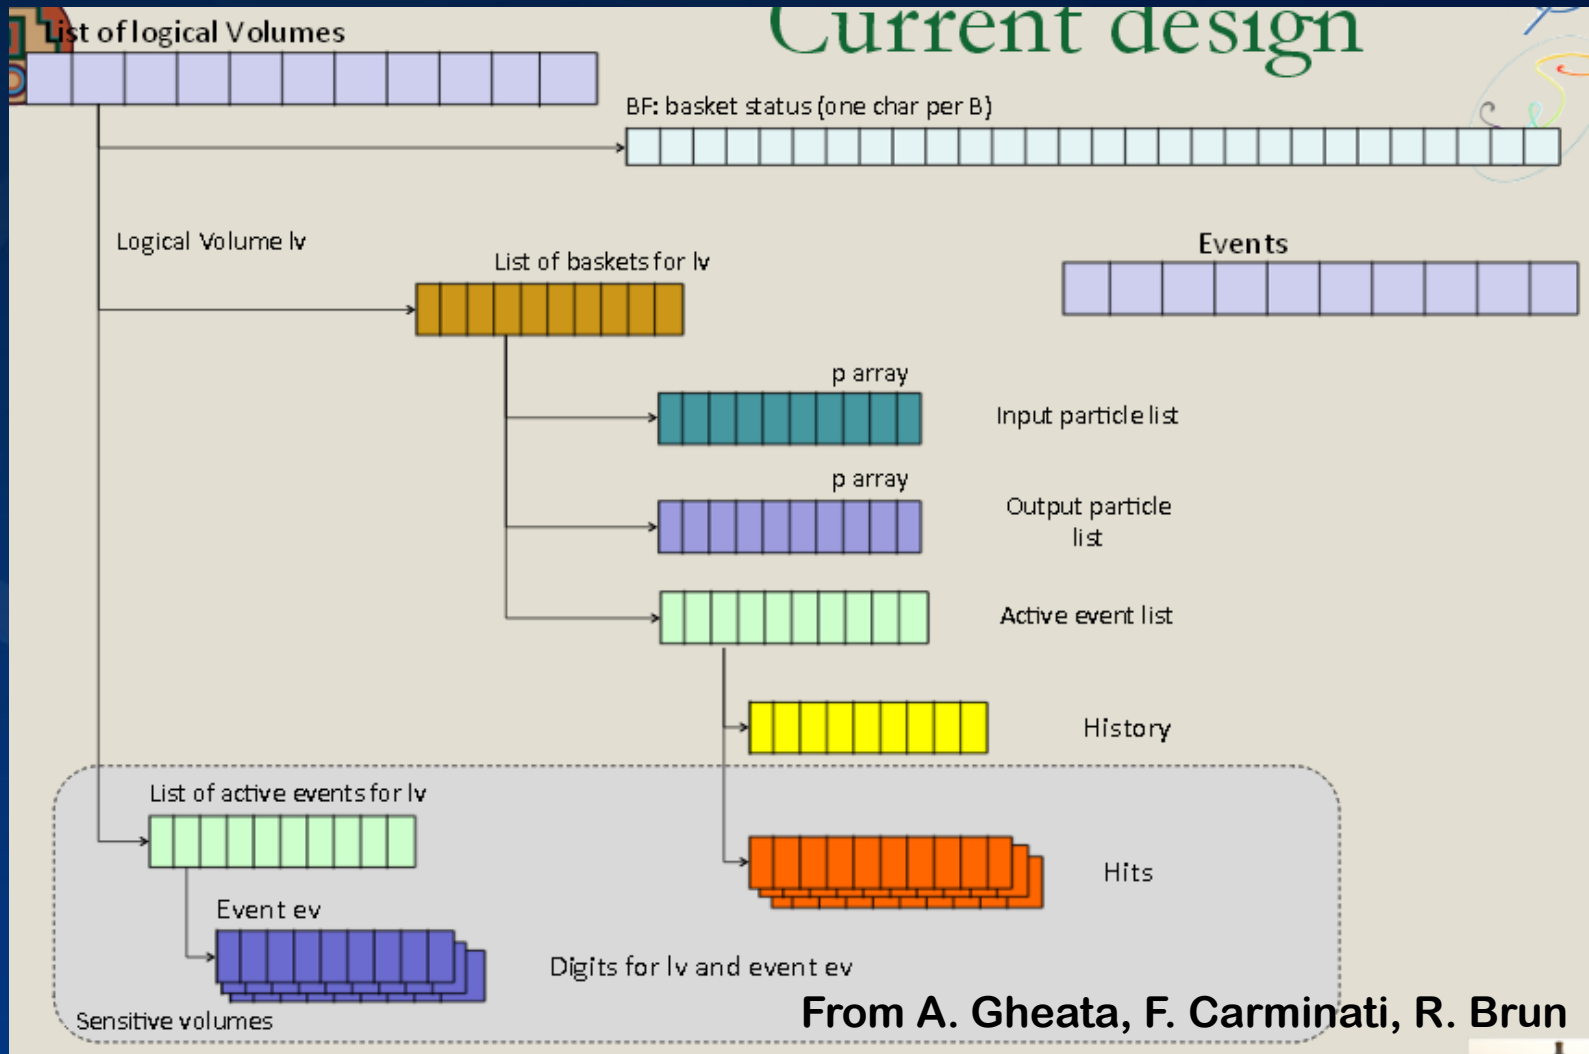 Current design
List of logical Volumes
BF: basket status (one char per B)
Logical Volume lv
List of baskets for lv
Events
p array
Input particle list
p array
Output particle
list
Active event list
History
List of active events for lv
Hits
Event ev
Digits for lv and event ev
Sensitive volumes
From A. Gheata, F. Carminati, R. Brun